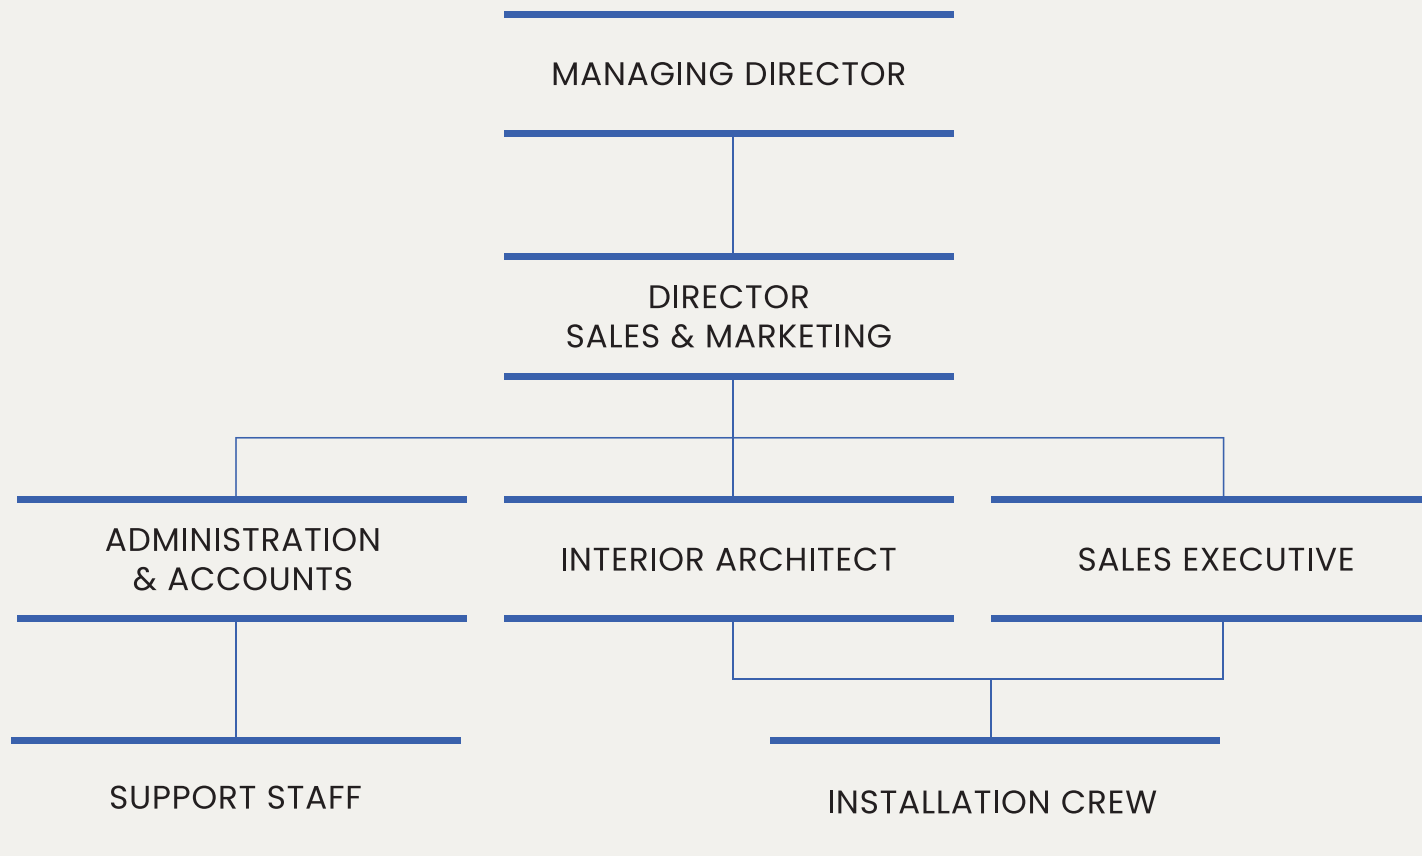 MANAGING DIRECTOR
DIRECTOR
SALES & MARKETING
ADMINISTRATION
& ACCOUNTS
INTERIOR ARCHITECT
SALES EXECUTIVE
SUPPORT STAFF
INSTALLATION CREW